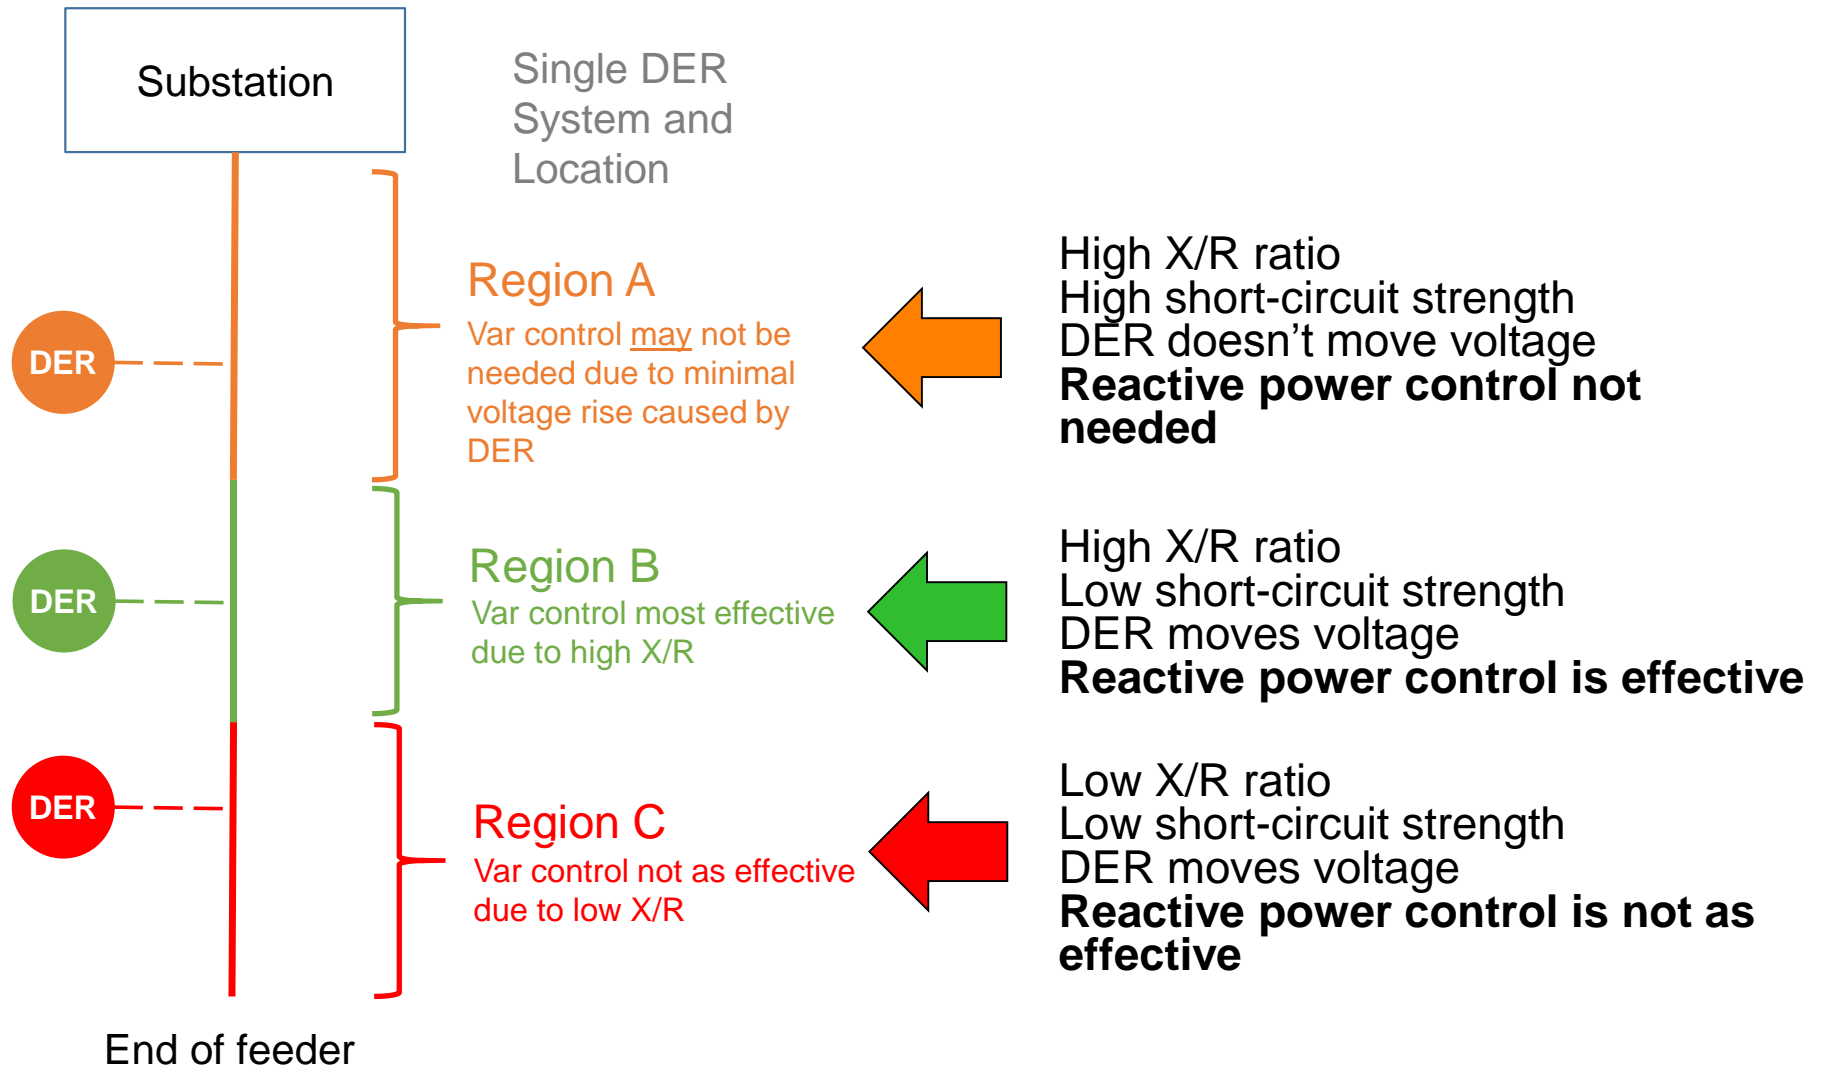 Substation
Single DER
System and
Location
Region A
Var control may not be
needed due to minimal
voltage rise caused by
DER
High X/R ratio
High short-circuit strength
DER doesn’t move voltage
Reactive power control not
needed
DER
Region B
Var control most effective
due to high X/R
High X/R ratio
Low short-circuit strength
DER moves voltage
Reactive power control is effective
DER
Region C
Var control not as effective
due to low X/R
Low X/R ratio
Low short-circuit strength
DER moves voltage
Reactive power control is not as
effective
DER
End of feeder